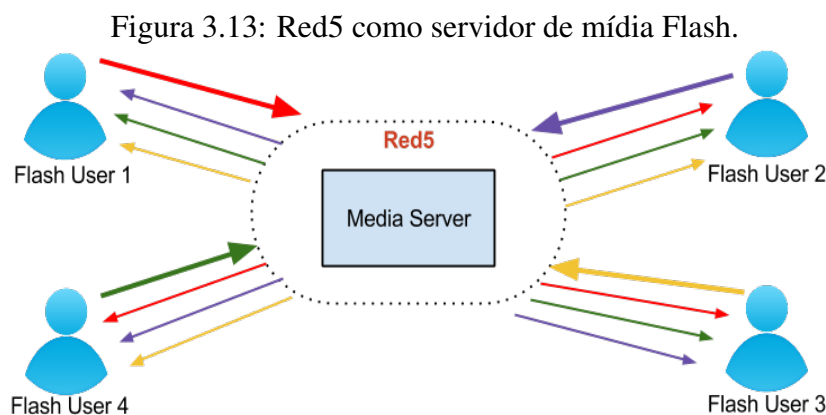 Figura 3.13: Red5 como servidor de mídia Flash.
Red5
Flash User 1
Flash User 2
Media Server
Flash User 4
Flash User 3